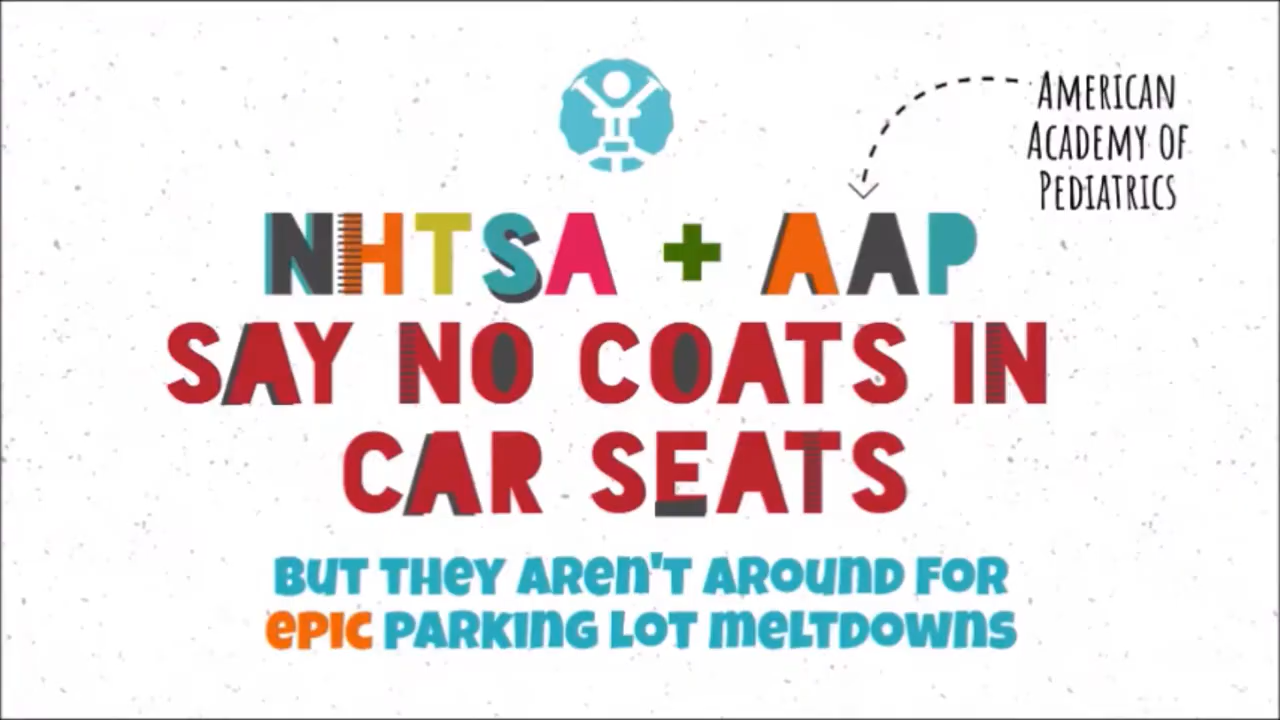 AMERICAN
ACADEMY OF
PEDIATRICS
NHTSA + AAP
SAY NO COATS IN
CAR SEATS
BUT THEY AREN'T AROUND FOR
EPIC PARKING LOT MELTDOWNS